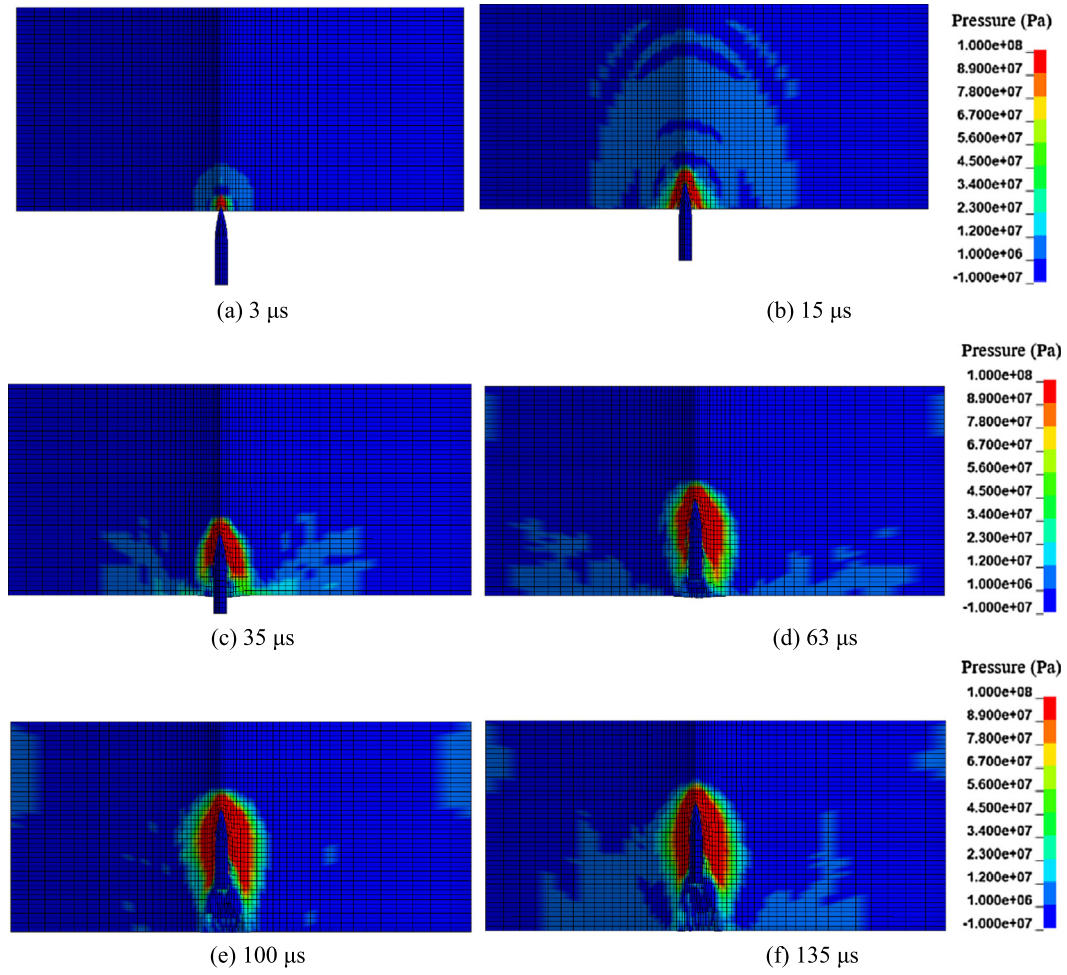 Pressure (Pa)
1.000e+08
8.900e+07
7.800e+07
6.700e+07
5.600e+07
4.500e+07
3.400e+07
2.300e+07
1.200e+07
1.000e+06
-1.000e+07
(a) 3 μs
(b) 15 μs
Pressure (Pa)
1.000e+08
8.900e+07
7.800e+07
6.700e+07
5.600e+07
4.500e+07
3.400e+07
2.300e+07
1.200e+07
1.000e+06
-1.000e+07
(c) 35 μs
(d) 63 μs
Pressure (Pa)
1.000e+08
8.900e+07
7.800e+07
6.700e+07
5.600e+07
4.500e+07
3.400e+07
2.300e+07
1.200e+07
1.000e+06
-1.000e+07
(e) 100 μs
(f) 135 μs